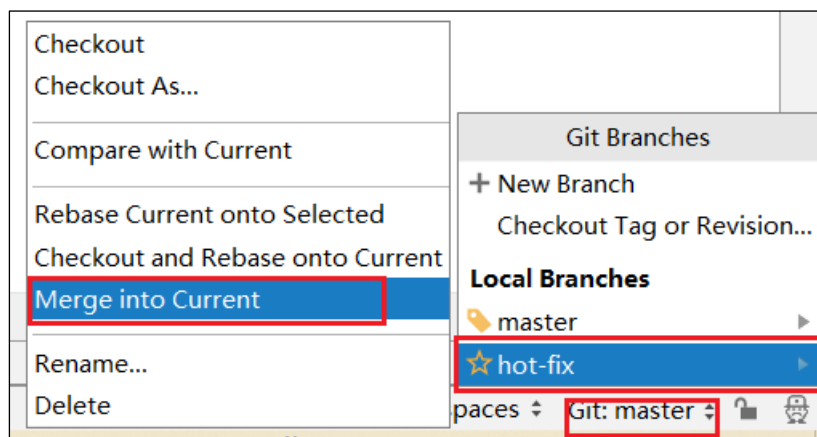 Checkout
Checkout As...
Compare with Current
Rebase Current onto Selected
Checkout and Rebase onto Current
Merge into Current
Rename...
Delete
Git Branches
+ New Branch
Checkout Tag or Revision...
Local Branches
master
hot-fix
Git: master